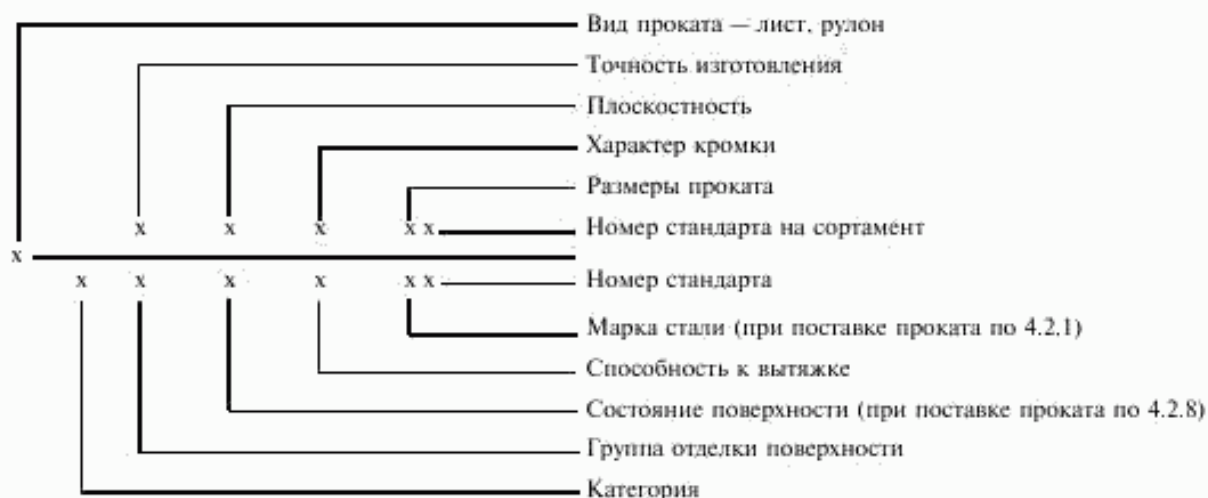 Вид проката — лист, рулон
Точность изготовления
Плоскостность
Характер кромки
Размеры проката
х х х х х Номер стандарта на сортамент
х
х х х х х х Номер стандарта
Марка стали (при поставке проката по 4.2.1)
Способность к вытяжке
Состояние поверхности (при поставке проката по 4.2.8)
Группа отделки поверхности
Категория